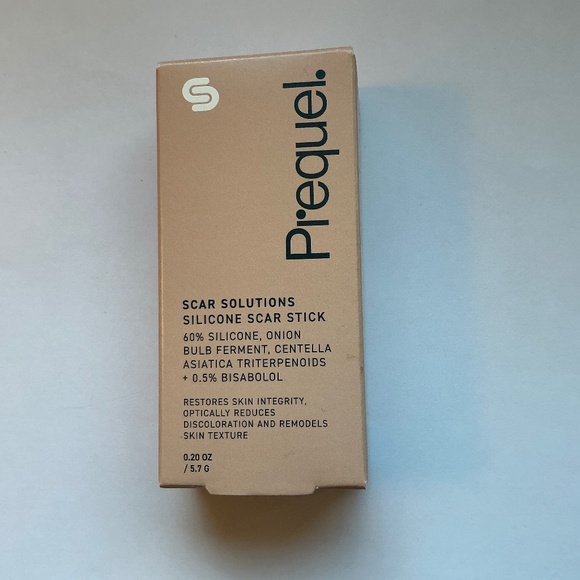 Prequel.
SCAR SOLUTIONS
SILICONE SCAR STICK
60% SILICONE, ONION
BULB FERMENT, CENTELLA
ASIATICA TRITERPENOIDS
+ 0.5% BISABOLOL
RESTORES SKIN INTEGRITY,
OPTICALLY REDUCES
DISCOLORATION AND REMODELS
SKIN TEXTURE
0.20 OZ
/ 5.7 G